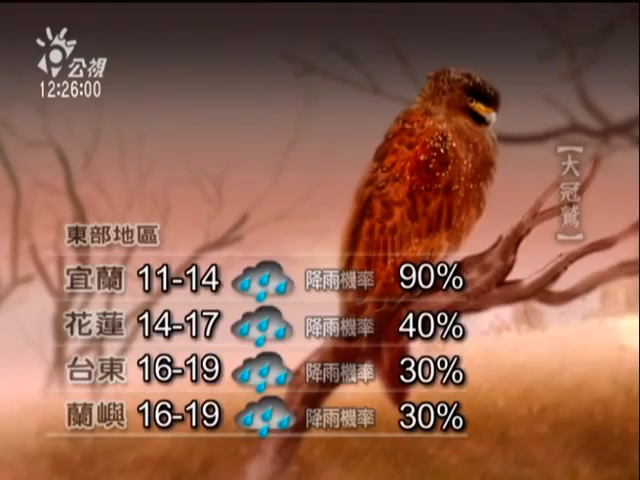 公視
12:26:00
【大冠鷲】
東部地區
宜蘭 11-14 降雨機率 90%
花蓮 14-17 降雨機率 40%
台東 16-19 降雨機率 30%
蘭嶼 16-19 降雨機率 30%